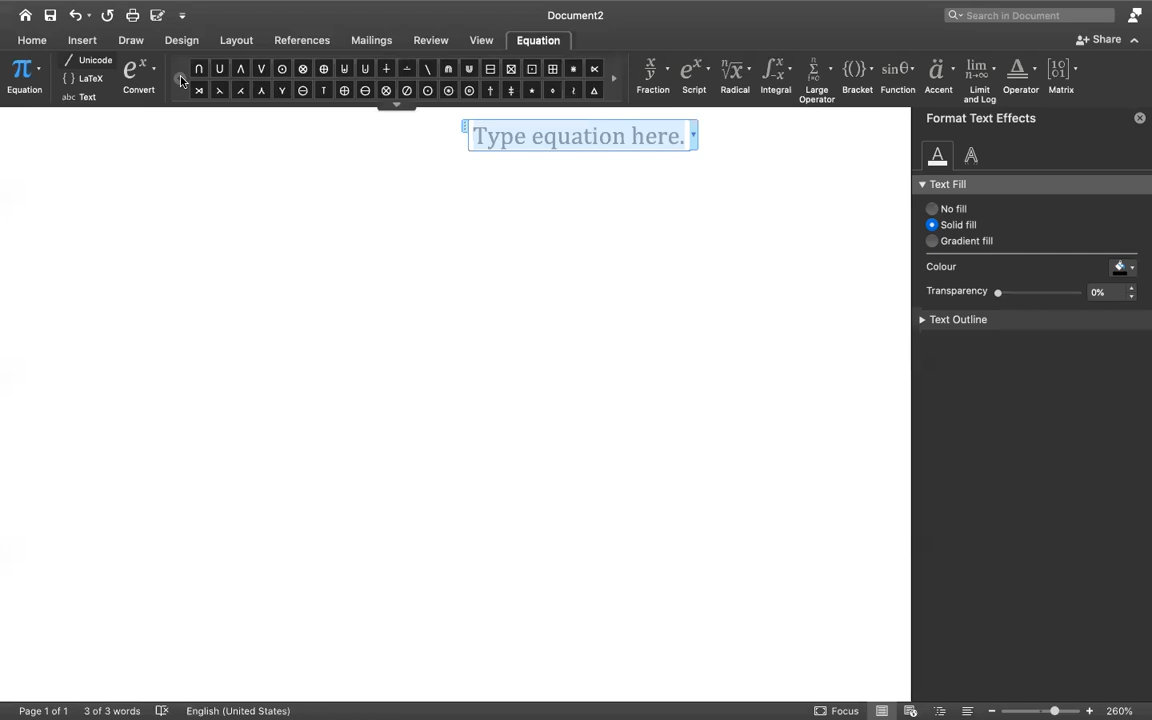 Document2
Search in Document
Home Insert Draw Design Layout References Mailings Review View Equation
Share
Equation
Unicode
LaTeX
abc Text
Convert
Fraction Script Radical Integral Large Operator Bracket Function Accent Limit and Log Operator Matrix
Type equation here.
Format Text Effects
Text Fill
No fill
Solid fill
Gradient fill
Colour
Transparency 0%
Text Outline
Page 1 of 1 3 of 3 words English (United States) Focus 260%